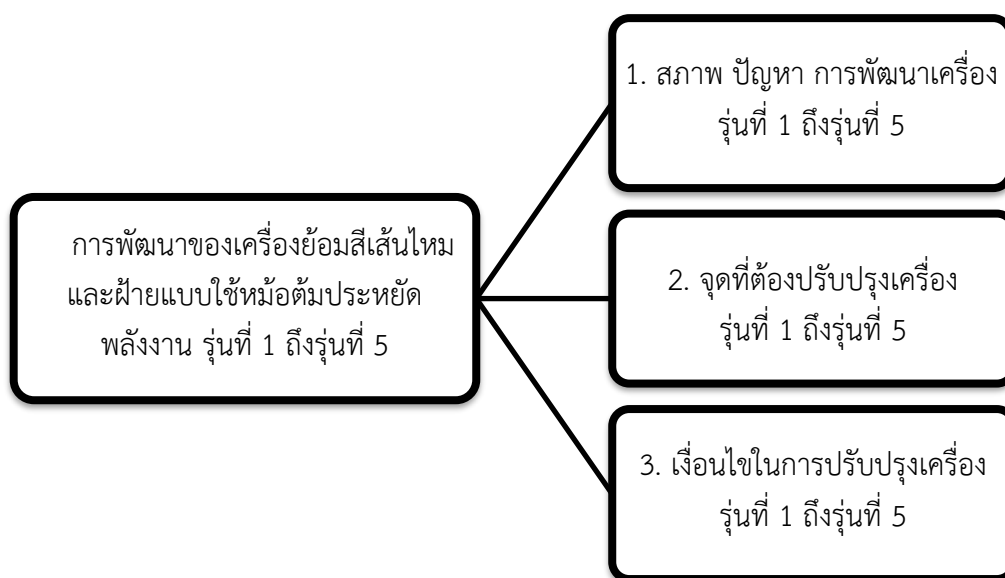 การพัฒนาของเครื่องย้อมสีเส้นไหม
และฝ้ายแบบใช้หม้อต้มประหยัด
พลังงาน รุ่นที่ 1 ถึงรุ่นที่ 5
1. สภาพ ปัญหา การพัฒนาเครื่อง
รุ่นที่ 1 ถึงรุ่นที่ 5
2. จุดที่ต้องปรับปรุงเครื่อง
รุ่นที่ 1 ถึงรุ่นที่ 5
3. เงื่อนไขในการปรับปรุงเครื่อง
รุ่นที่ 1 ถึงรุ่นที่ 5